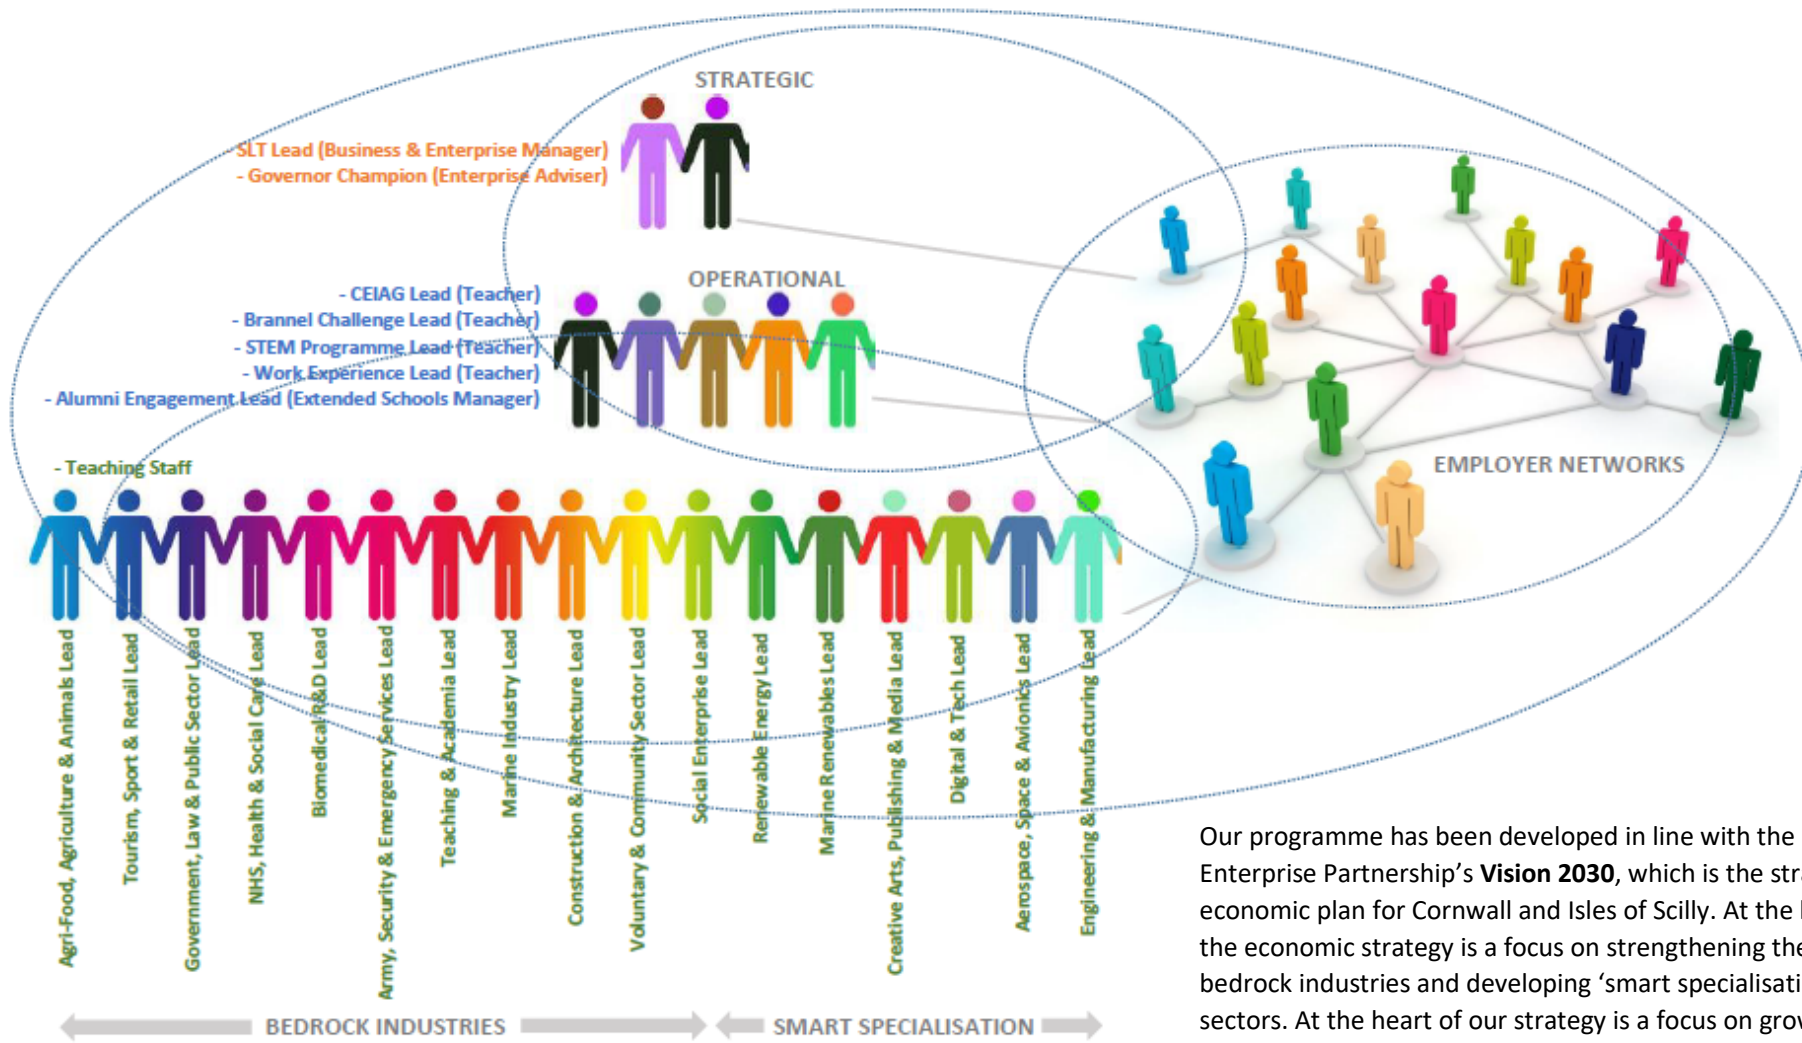 STRATEGIC
- SLT Lead (Business & Enterprise Manager)
- Governor Champion (Enterprise Adviser)
OPERATIONAL
- CEIAG Lead (Teacher)
- Brannel Challenge Lead (Teacher)
- STEM Programme Lead (Teacher)
- Work Experience Lead (Teacher)
- Alumni Engagement Lead (Extended Schools Manager)
EMPLOYER NETWORKS
- Teaching Staff
Agri-Food, Agriculture & Animals Lead
Tourism, Sport & Retail Lead
Government, Law & Public Sector Lead
NHS, Health & Social Care Lead
Biomedical R&D Lead
Army, Security & Emergency Services Lead
Teaching & Academia Lead
Marine Industry Lead
Construction & Architecture Lead
Voluntary & Community Sector Lead
Social Enterprise Lead
Renewable Energy Lead
Marine Renewables Lead
Creative Arts, Publishing & Media Lead
Digital & Tech Lead
Aerospace, Space & Avionics Lead
Engineering & Manufacturing Lead
BEDROCK INDUSTRIES
SMART SPECIALISATION
Our programme has been developed in line with the
Enterprise Partnership’s Vision 2030, which is the
economic plan for Cornwall and Isles of Scilly. At the
the economic strategy is a focus on strengthening
bedrock industries and developing
sectors. At the heart of our strategy is a focus on